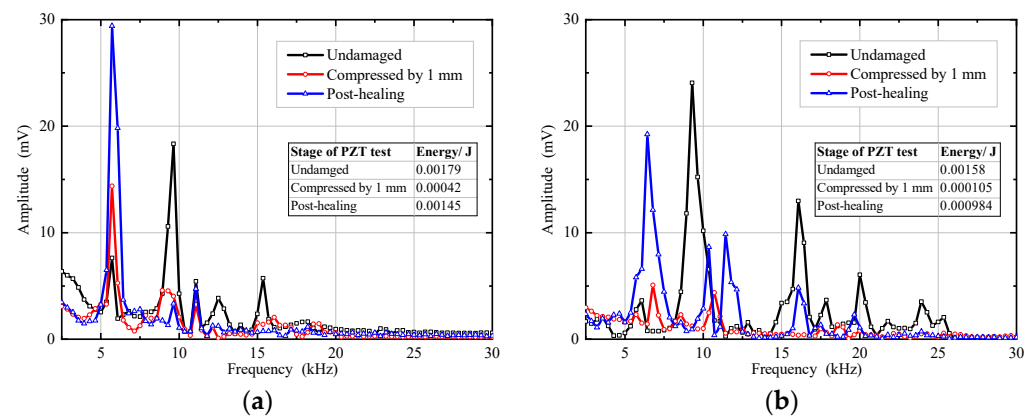 30
20
10
0
Amplitude (mV)
Undamaged
Compressed by 1 mm
Post-healing
Stage of PZT test Energy/ J
Undamged 0.00179
Compressed by 1 mm 0.00042
Post-healing 0.00145
5 10 15 20 25 30
Frequency (kHz)
(a)
30
20
10
0
Amplitude (mV)
Undamaged
Compressed by 1 mm
Post-healing
Stage of PZT test Energy/ J
Undamged 0.00158
Compressed by 1 mm 0.000105
Post-healing 0.000984
5 10 15 20 25 30
Frequency (kHz)
(b)